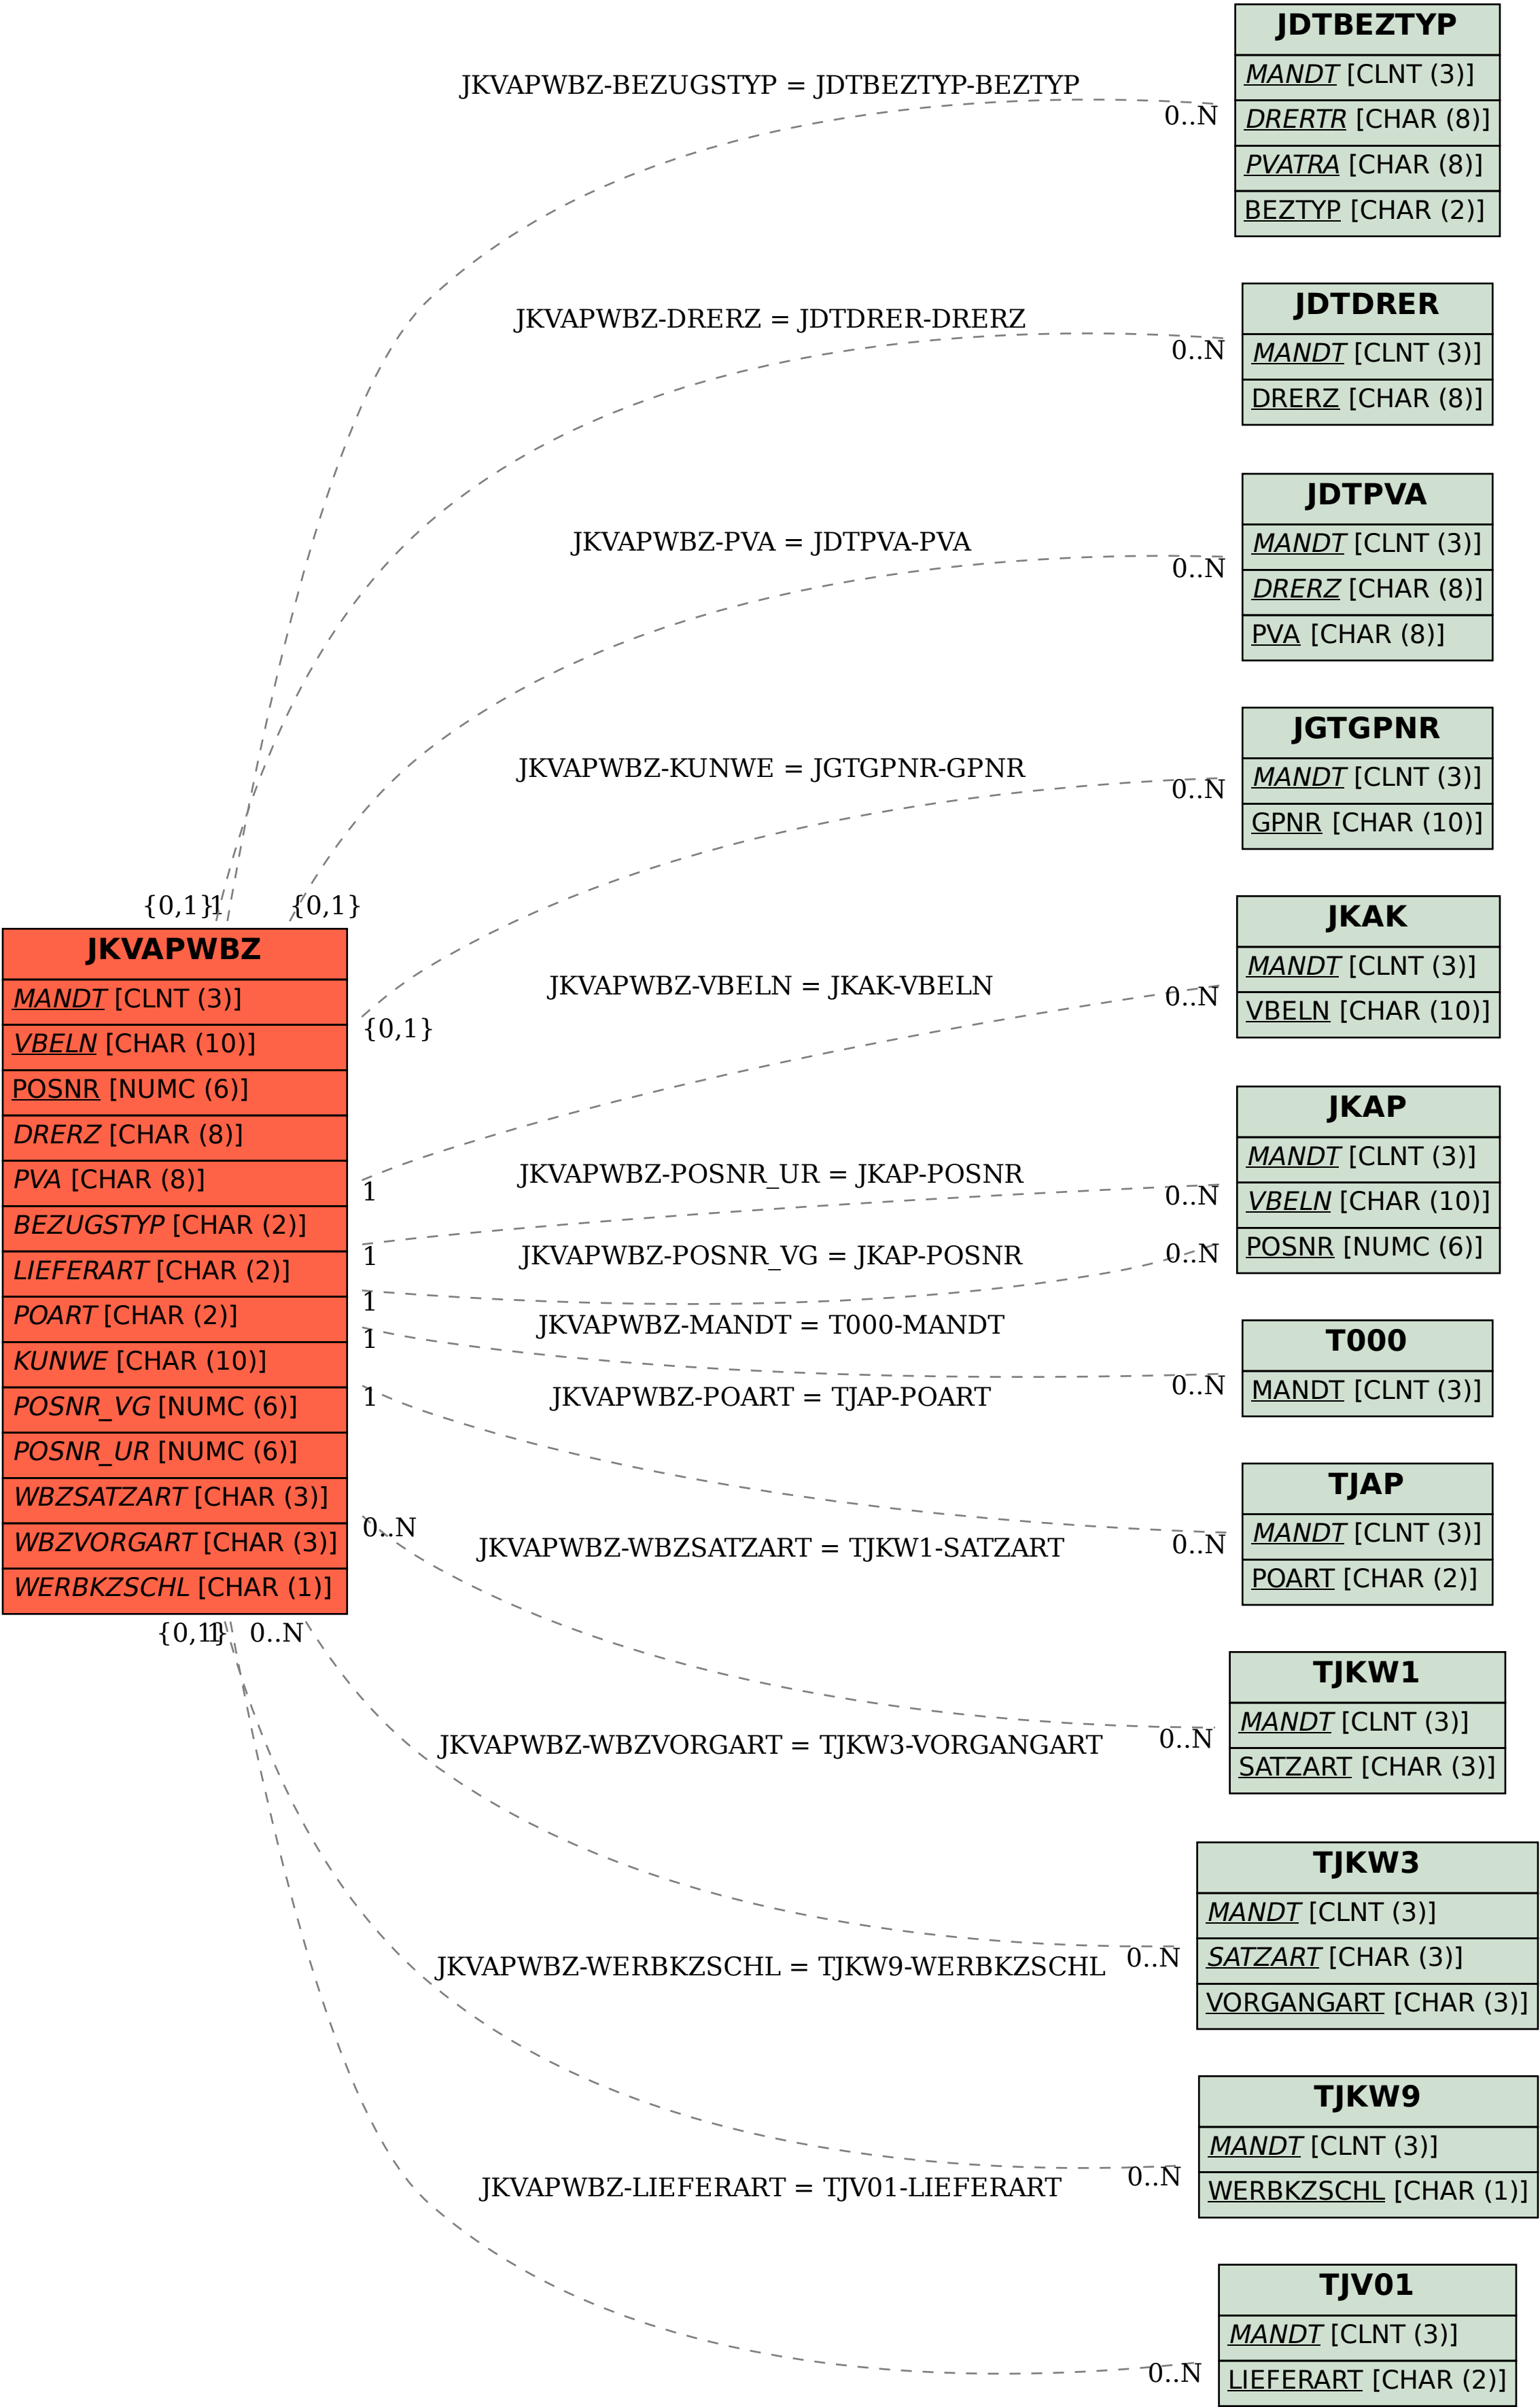 JDTBEZTYP
MANDT [CLNT (3)]
DRERTR [CHAR (8)]
PVATRA [CHAR (8)]
BEZTYP [CHAR (2)]
JKVAPWBZ-BEZUGSTYP = JDTBEZTYP-BEZTYP
0..N
JDTDRER
MANDT [CLNT (3)]
DRERZ [CHAR (8)]
JKVAPWBZ-DRERZ = JDTDRER-DRERZ
0..N
JDTPVA
MANDT [CLNT (3)]
DRERZ [CHAR (8)]
PVA [CHAR (8)]
JKVAPWBZ-PVA = JDTPVA-PVA
0..N
JGTGPNR
MANDT [CLNT (3)]
GPNR [CHAR (10)]
JKVAPWBZ-KUNWE = JGTGPNR-GPNR
0..N
{0,1}
1
{0,1}
JKVAPWBZ
MANDT [CLNT (3)]
VBELN [CHAR (10)]
POSNR [NUMC (6)]
DRERZ [CHAR (8)]
PVA [CHAR (8)]
BEZUGSTYP [CHAR (2)]
LIEFERART [CHAR (2)]
POART [CHAR (2)]
KUNWE [CHAR (10)]
POSNR_VG [NUMC (6)]
POSNR_UR [NUMC (6)]
WBZSATZART [CHAR (3)]
WBZVORGART [CHAR (3)]
WERBKZSCHL [CHAR (1)]
{0,1}
JKVAPWBZ-VBELN = JKAK-VBELN
0..N
1
JKAK
MANDT [CLNT (3)]
VBELN [CHAR (10)]
JKVAPWBZ-POSNR_UR = JKAP-POSNR
0..N
1
JKVAPWBZ-POSNR_VG = JKAP-POSNR
0..N
1
JKAP
MANDT [CLNT (3)]
VBELN [CHAR (10)]
POSNR [NUMC (6)]
JKVAPWBZ-MANDT = T000-MANDT
1
0..N
T000
MANDT [CLNT (3)]
JKVAPWBZ-POART = TJAP-POART
1
0..N
TJAP
MANDT [CLNT (3)]
POART [CHAR (2)]
0..N
JKVAPWBZ-WBZSATZART = TJKW1-SATZART
0..N
TJKW1
MANDT [CLNT (3)]
SATZART [CHAR (3)]
{0,1}
1
0..N
JKVAPWBZ-WBZVORGART = TJKW3-VORGANGART
0..N
TJKW3
MANDT [CLNT (3)]
SATZART [CHAR (3)]
VORGANGART [CHAR (3)]
JKVAPWBZ-WERBKZSCHL = TJKW9-WERBKZSCHL
0..N
TJKW9
MANDT [CLNT (3)]
WERBKZSCHL [CHAR (1)]
JKVAPWBZ-LIEFERART = TJV01-LIEFERART
0..N
TJV01
MANDT [CLNT (3)]
LIEFERART [CHAR (2)]